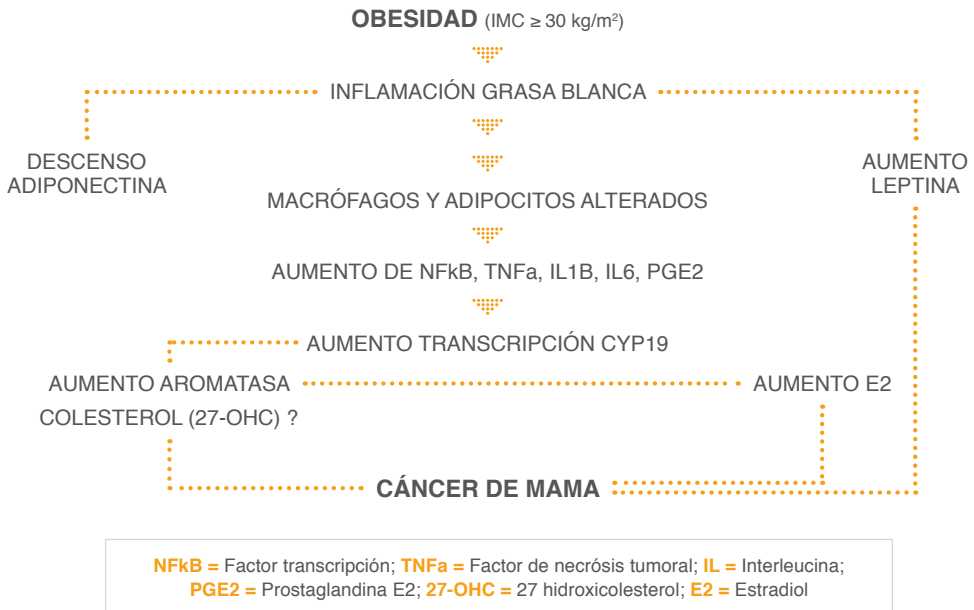 OBESIDAD (IMC ≥ 30 kg/m²)
INFLAMACIÓN GRASA BLANCA
DESCENSO
ADIPONECTINA
AUMENTO
LEPTINA
MACRÓFAGOS Y ADIPOCITOS ALTERADOS
AUMENTO DE NFkB, TNFa, IL1B, IL6, PGE2
AUMENTO TRANSCRIPCIÓN CYP19
AUMENTO AROMATASA
AUMENTO E2
COLESTEROL (27-OHC) ?
CÁNCER DE MAMA
NFkB = Factor transcripción; TNFa = Factor de necrósis tumoral; IL = Interleucina;
PGE2 = Prostaglandina E2; 27-OHC = 27 hidroxicolesterol; E2 = Estradiol